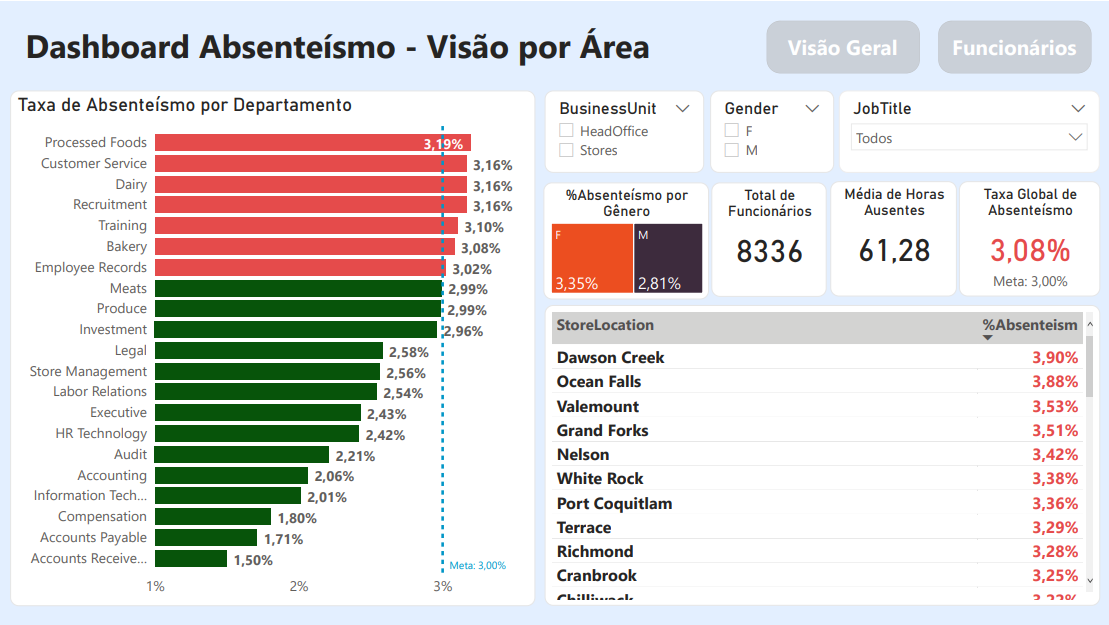 Dashboard Absenteísmo - Visão por Área
Visão Geral
Funcionários
Taxa de Absenteísmo por Departamento
Processed Foods 3,19%
Customer Service 3,16%
Dairy 3,16%
Recruitment 3,16%
Training 3,10%
Bakery 3,08%
Employee Records 3,02%
Meats 2,99%
Produce 2,99%
Investment 2,96%
Legal 2,58%
Store Management 2,56%
Labor Relations 2,54%
Executive 2,43%
HR Technology 2,42%
Audit 2,21%
Accounting 2,06%
Information Tech... 2,01%
Compensation 1,80%
Accounts Payable 1,71%
Accounts Receive... 1,50%
Meta: 3,00%
1% 2% 3%
BusinessUnit
HeadOffice
Stores
Gender
F
M
JobTitle
Todos
%Absenteísmo por
Gênero
F
3,35%
M
2,81%
Total de
Funcionários
8336
Média de Horas
Ausentes
61,28
Taxa Global de
Absenteísmo
3,08%
Meta: 3,00%
StoreLocation %Absenteism
Dawson Creek 3,90%
Ocean Falls 3,88%
Valemount 3,53%
Grand Forks 3,51%
Nelson 3,42%
White Rock 3,38%
Port Coquitlam 3,36%
Terrace 3,29%
Richmond 3,28%
Cranbrook 3,25%
Chilliwack 3,22%